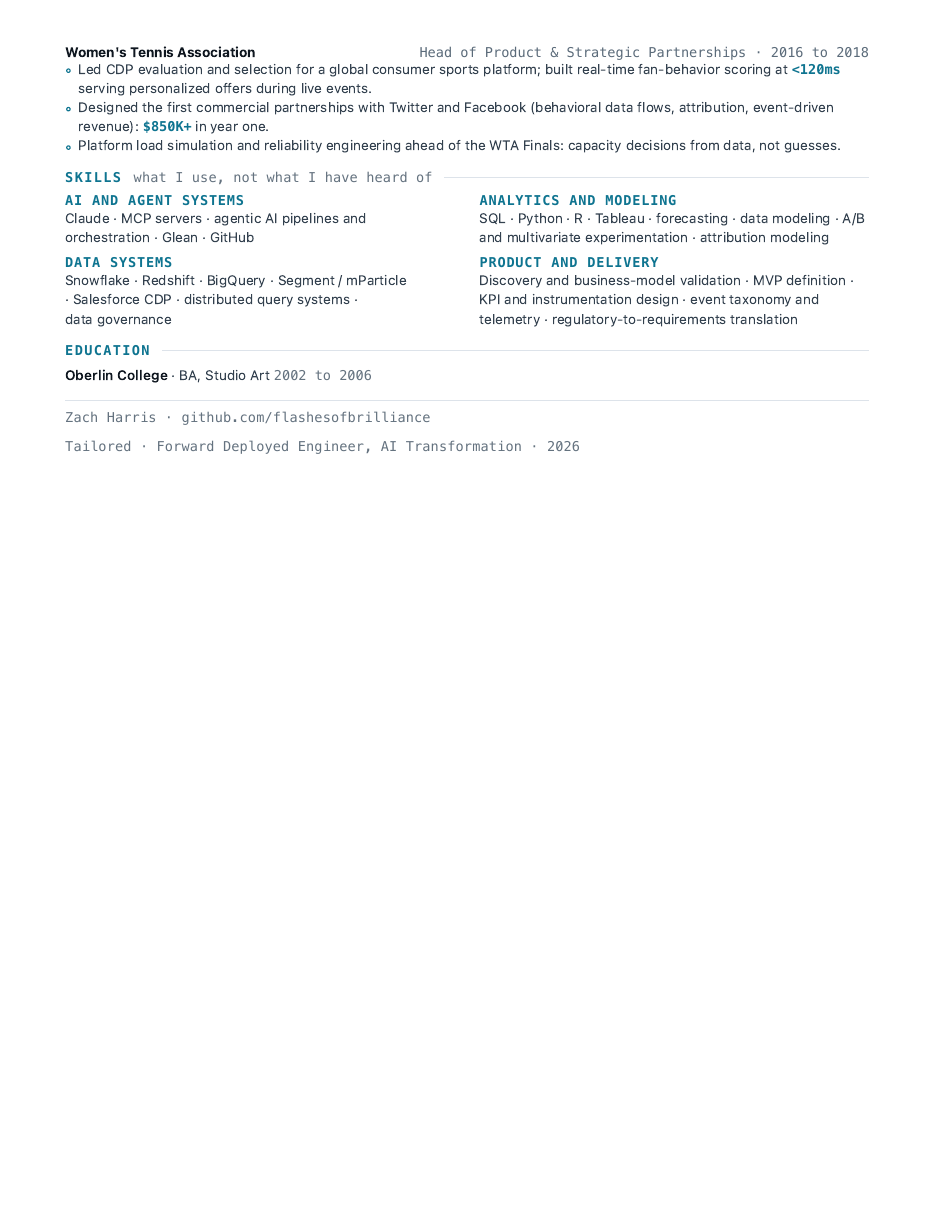 Women's Tennis Association Head of Product & Strategic Partnerships · 2016 to 2018
Led CDP evaluation and selection for a global consumer sports platform; built real-time fan-behavior scoring at <120ms
serving personalized offers during live events.
Designed the first commercial partnerships with Twitter and Facebook (behavioral data flows, attribution, event-driven
revenue): $850K+ in year one.
Platform load simulation and reliability engineering ahead of the WTA Finals: capacity decisions from data, not guesses.
SKILLS what I use, not what I have heard of
AI AND AGENT SYSTEMS
Claude · MCP servers · agentic AI pipelines and
orchestration · Glean · GitHub
ANALYTICS AND MODELING
SQL · Python · R · Tableau · forecasting · data modeling · A/B
and multivariate experimentation · attribution modeling
DATA SYSTEMS
Snowflake · Redshift · BigQuery · Segment / mParticle
· Salesforce CDP · distributed query systems ·
data governance
PRODUCT AND DELIVERY
Discovery and business-model validation · MVP definition ·
KPI and instrumentation design · event taxonomy and
telemetry · regulatory-to-requirements translation
EDUCATION
Oberlin College · BA, Studio Art 2002 to 2006
Zach Harris · github.com/flashesofbrilliance
Tailored · Forward Deployed Engineer, AI Transformation · 2026